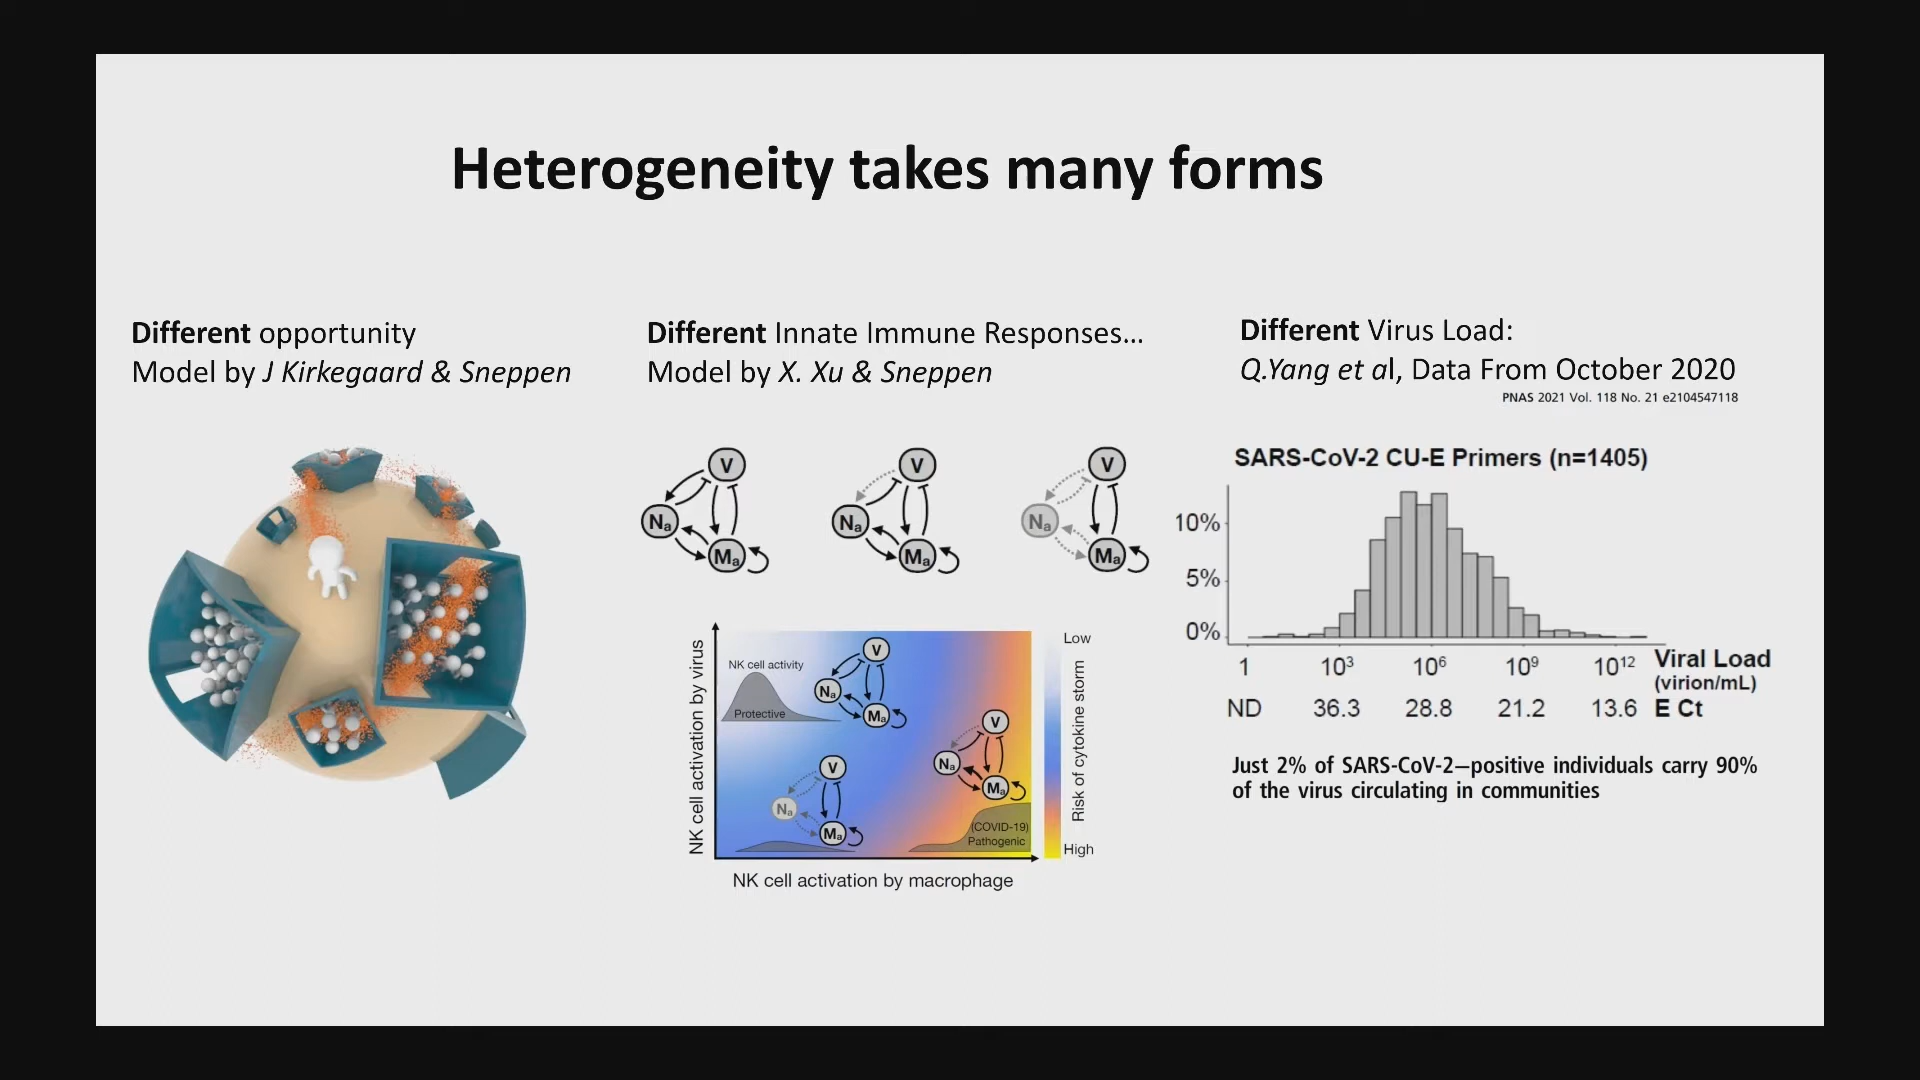 Heterogeneity takes many forms
Different opportunity
Model by J Kirkegaard & Sneppen
Different Innate Immune Responses...
Model by X. Xu & Sneppen
V
Na
Ma
V
Na
Ma
V
Na
Ma
NK cell activation by virus
NK cell activity
Protective
V
Na
Ma
V
Na
Ma
V
Na
Ma
(COVID-19)
Pathogenic
NK cell activation by macrophage
Low
Risk of cytokine storm
High
Different Virus Load:
Q.Yang et al, Data From October 2020
PNAS 2021 Vol. 118 No. 21 e2104547118
SARS-CoV-2 CU-E Primers (n=1405)
10%
5%
0%
1 10³ 10⁶ 10⁹ 10¹² Viral Load
(virion/mL)
ND 36.3 28.8 21.2 13.6 E Ct
Just 2% of SARS-CoV-2–positive individuals carry 90%
of the virus circulating in communities